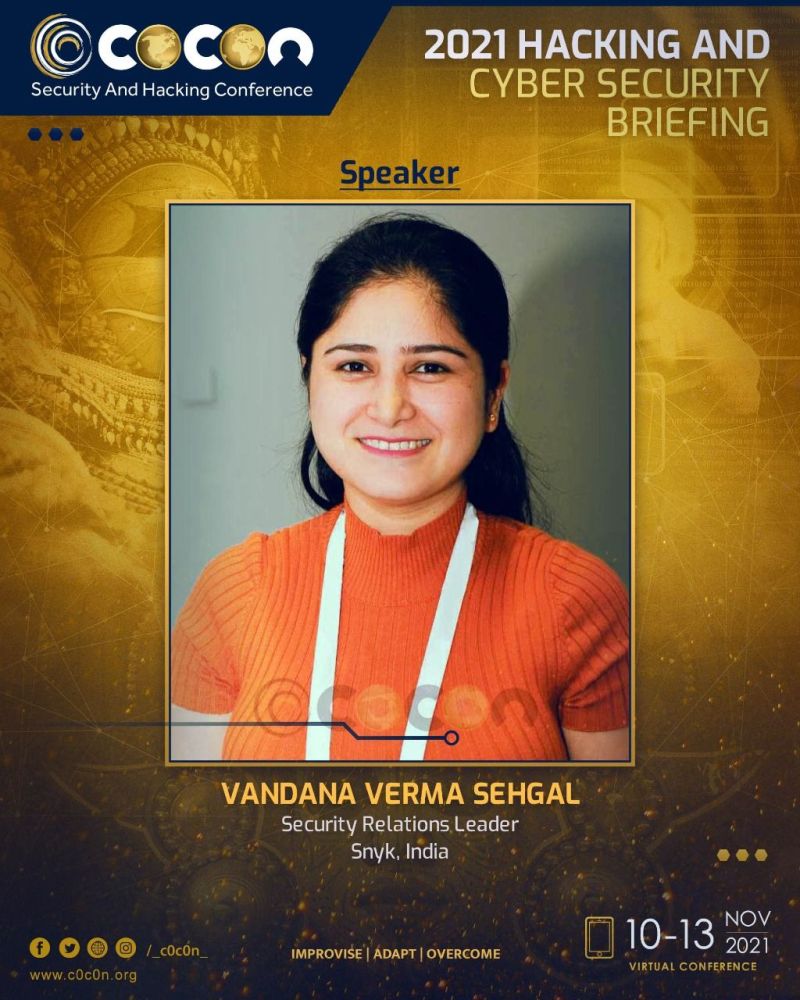 c0c0n
Security And Hacking Conference
2021 HACKING AND
CYBER SECURITY
BRIEFING
Speaker
c0c0n
VANDANA VERMA SEHGAL
Security Relations Leader
Snyk, India
/_c0c0n_
www.c0c0n.org
IMPROVISE | ADAPT | OVERCOME
10-13 NOV
2021
VIRTUAL CONFERENCE